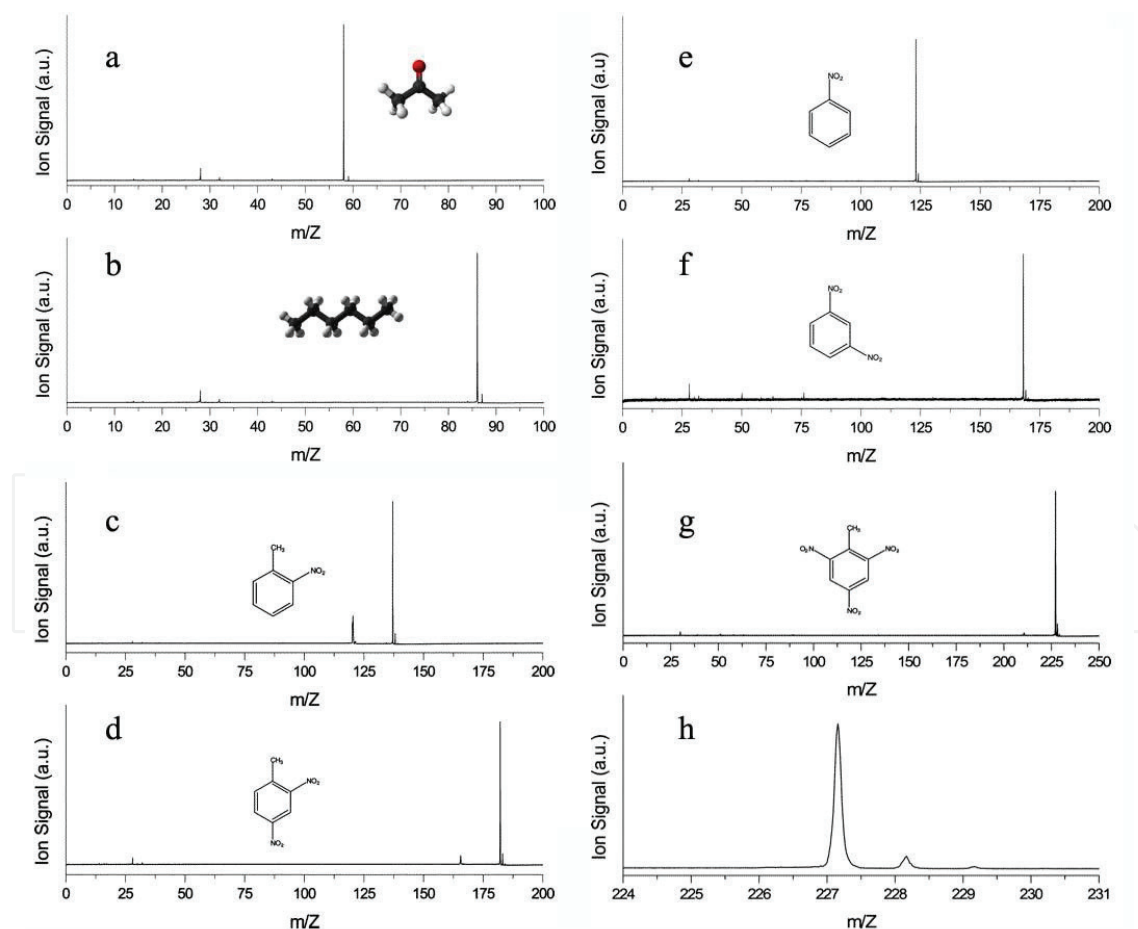 a
Ion Signal (a.u.)
0 10 20 30 40 50 60 70 80 90 100
m/Z
b
Ion Signal (a.u.)
0 10 20 30 40 50 60 70 80 90 100
m/Z
c
CH₃
NO₂
Ion Signal (a.u.)
0 25 50 75 100 125 150 175 200
m/Z
d
CH₃
NO₂
NO₂
Ion Signal (a.u.)
0 25 50 75 100 125 150 175 200
m/Z
e
NO₂
Ion Signal (a.u)
0 25 50 75 100 125 150 175 200
m/Z
f
NO₂
NO₂
Ion Signal (a.u.)
0 25 50 75 100 125 150 175 200
m/Z
g
CH₃
O₂N
NO₂
NO₂
Ion Signal (a.u.)
0 25 50 75 100 125 150 175 200 225 250
m/Z
h
Ion Signal (a.u.)
224 225 226 227 228 229 230 231
m/Z